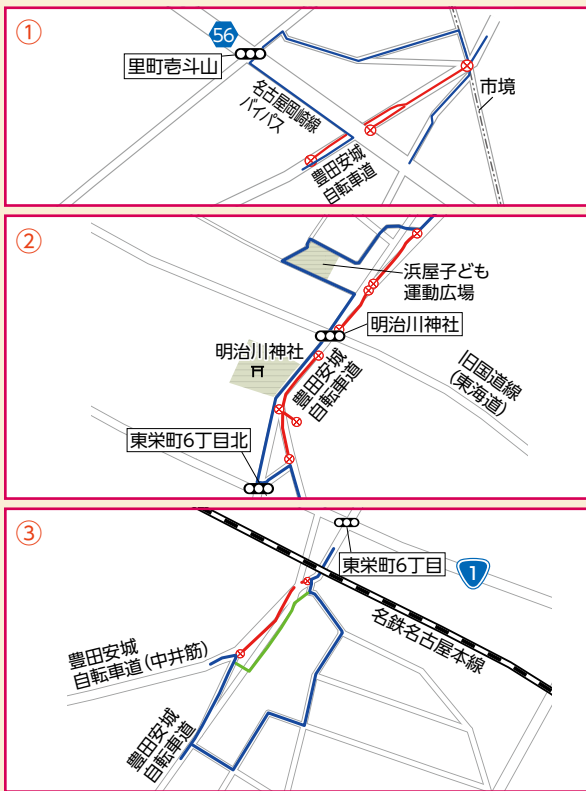 ①
56
里町壱斗山
名古屋岡崎線
バイパス
市境
豊田安城
自転車道
②
浜屋子ども
運動広場
明治川神社
明治川神社
豊田安城
自転車道
旧国道線
(東海道)
東栄町6丁目北
③
東栄町6丁目
1
名鉄名古屋本線
豊田安城
自転車道(中井筋)
豊田安城
自転車道